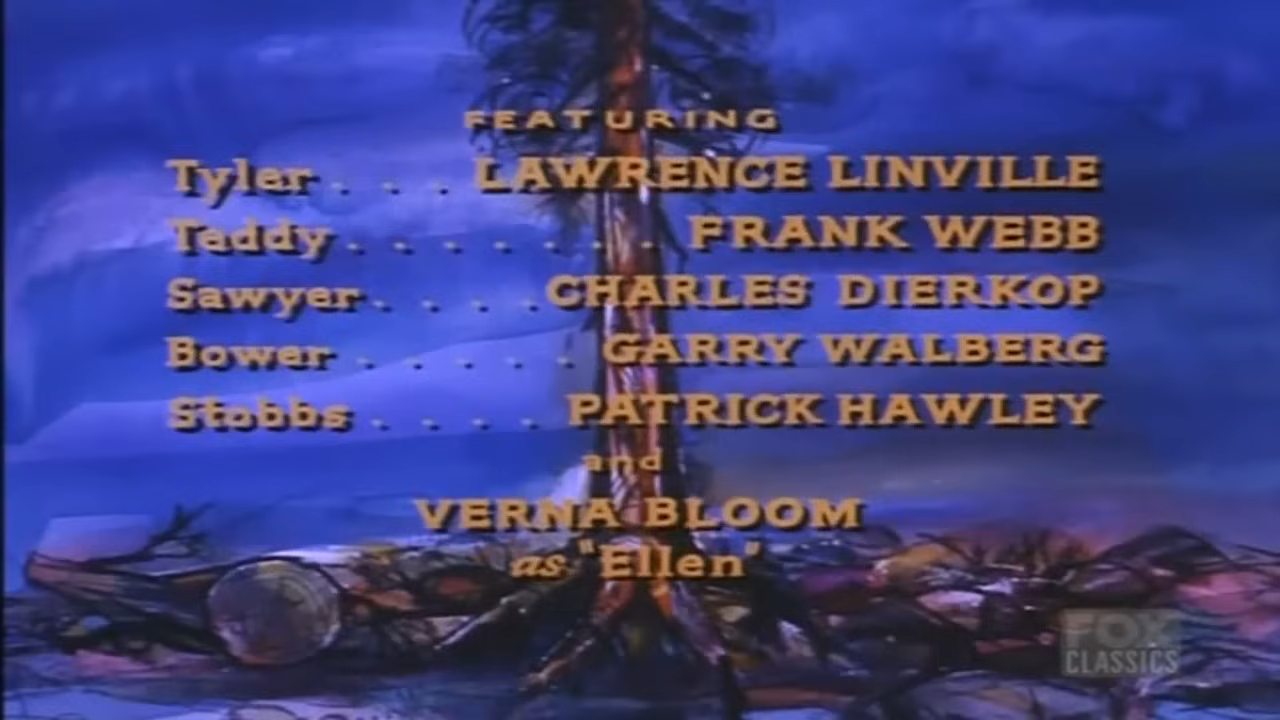 FEATURING
Tyler . . . LAWRENCE LINVILLE
Teddy . . . . . . . FRANK WEBB
Sawyer . . . . CHARLES DIERKOP
Bower . . . . . GARRY WALBERG
Stobbs . . . . PATRICK HAWLEY
and
VERNA BLOOM
as "Ellen"
FOX
CLASSICS